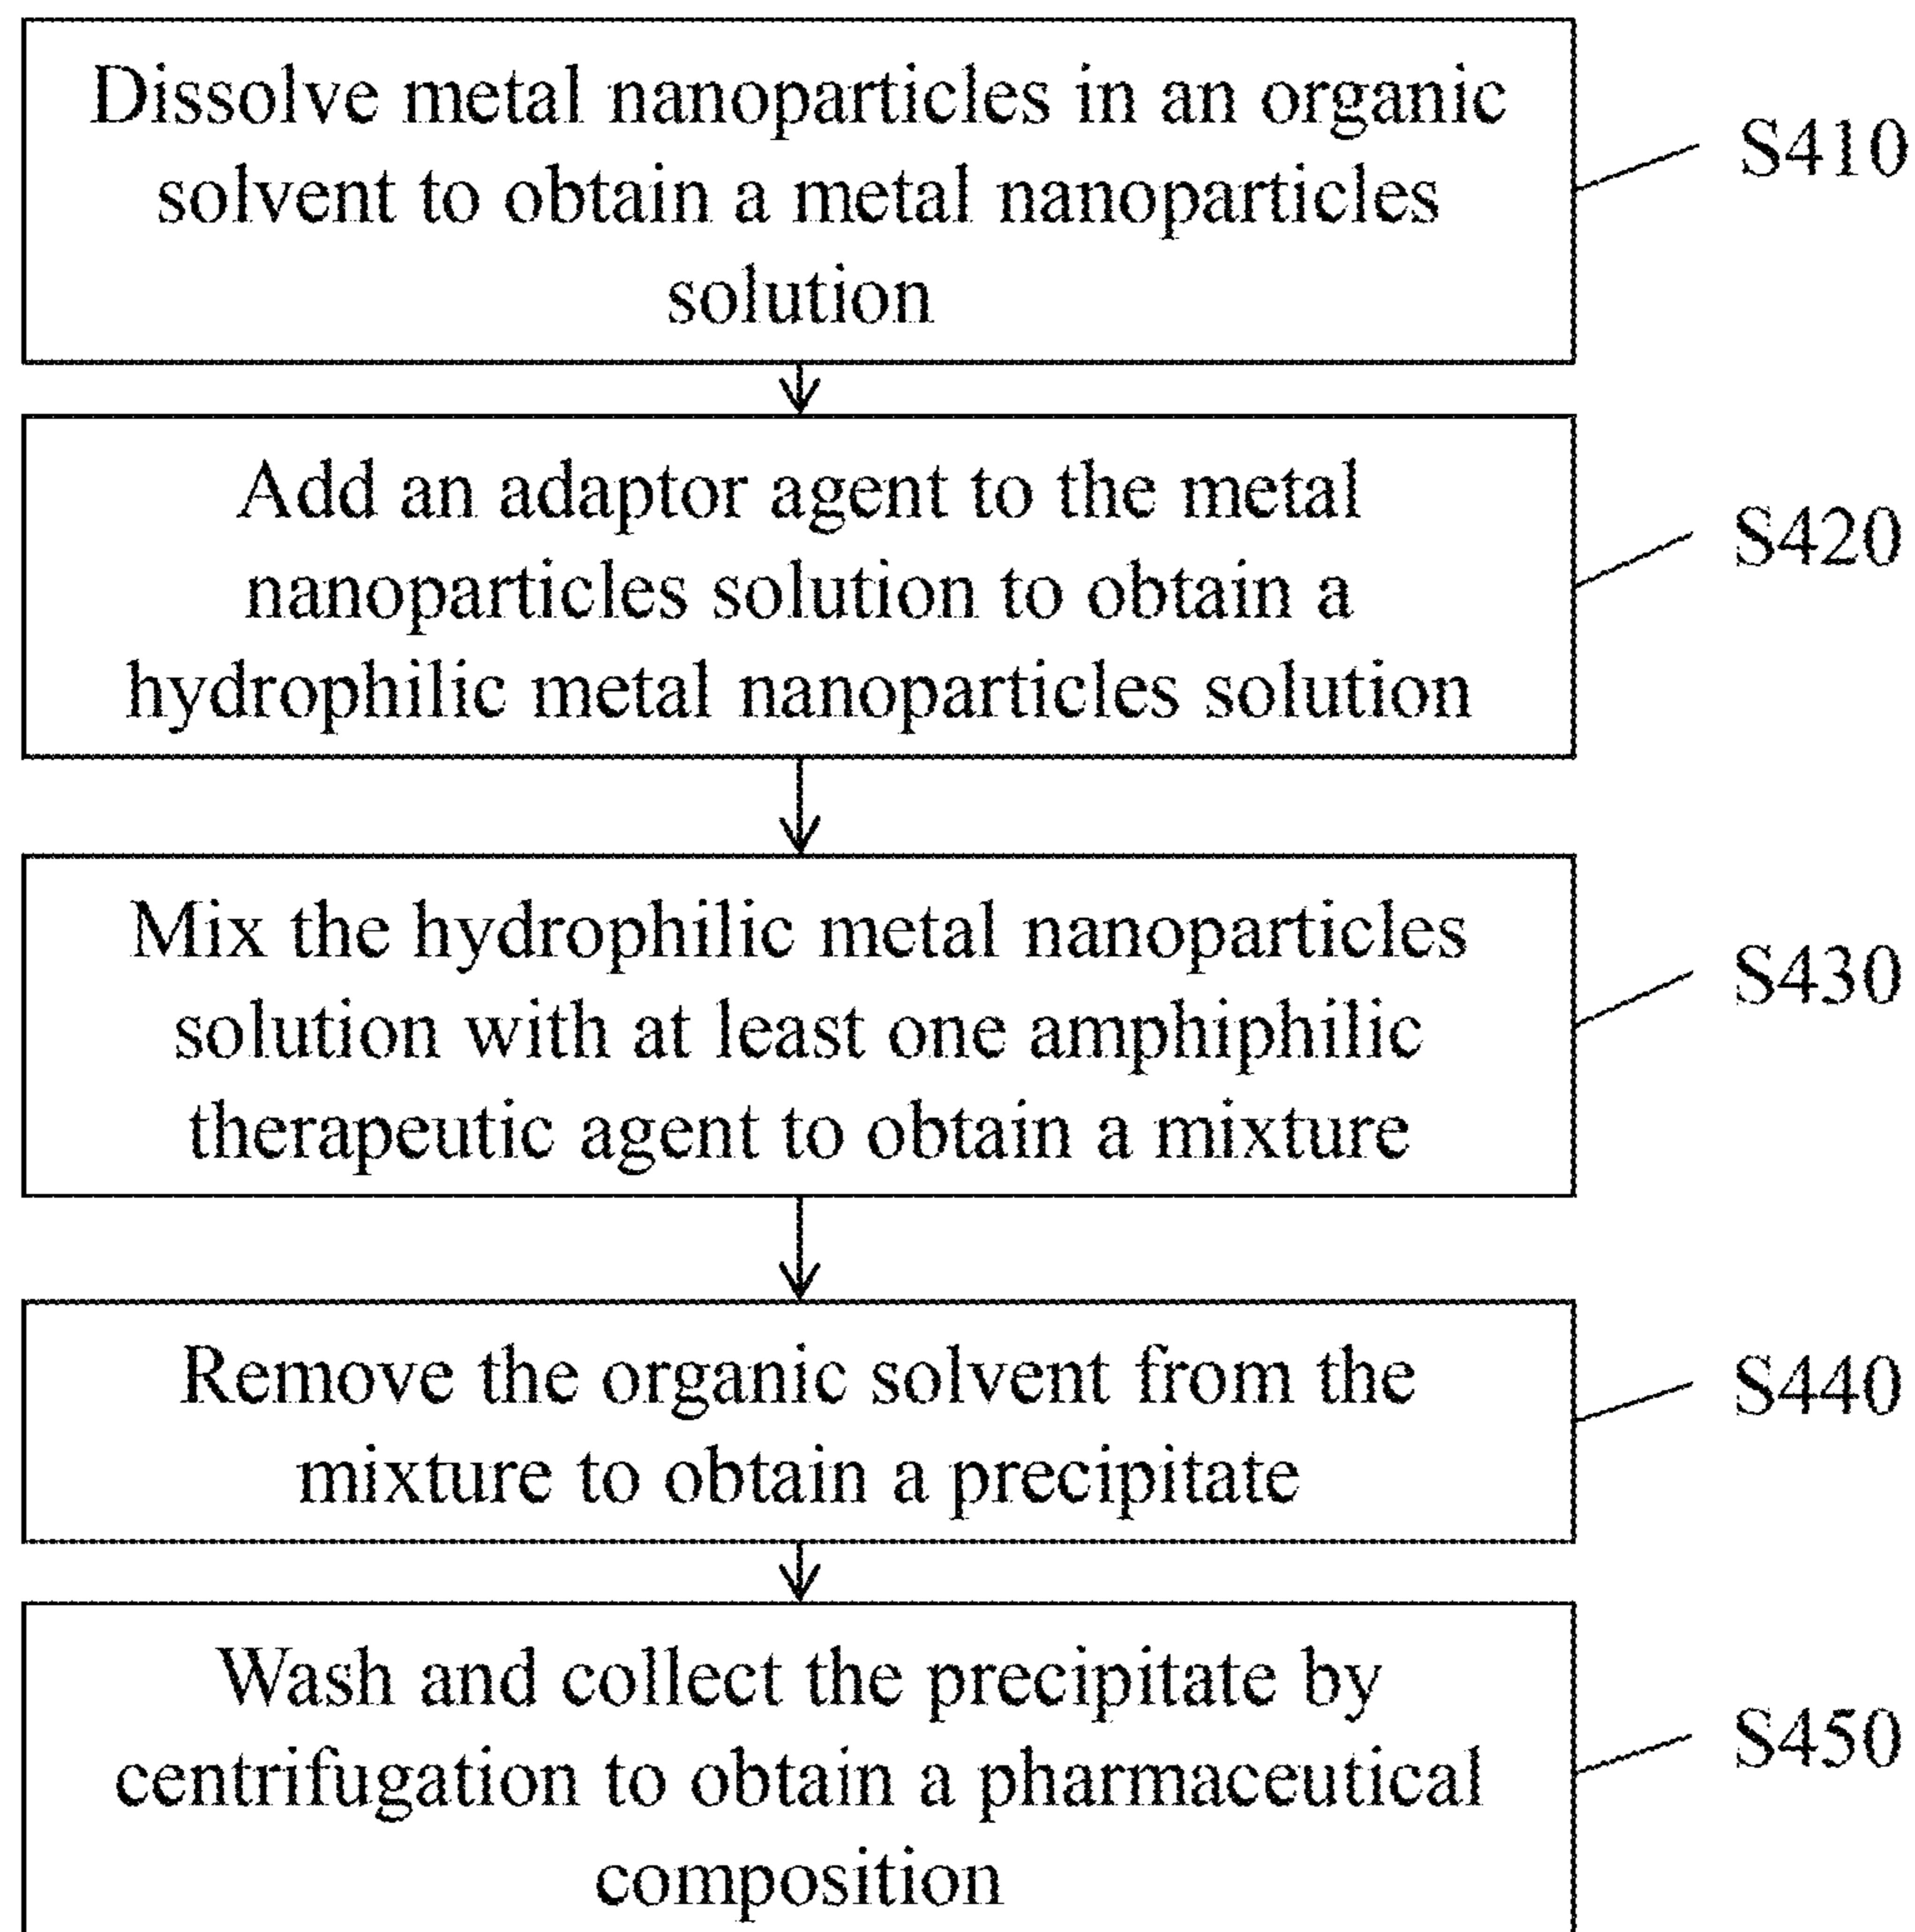 Dissolve metal nanoparticles in an organic
solvent to obtain a metal nanoparticles
solution
S410
Add an adaptor agent to the metal
nanoparticles solution to obtain a
hydrophilic metal nanoparticles solution
S420
Mix the hydrophilic metal nanoparticles
solution with at least one amphiphilic
therapeutic agent to obtain a mixture
S430
Remove the organic solvent from the
mixture to obtain a precipitate
S440
Wash and collect the precipitate by
centrifugation to obtain a pharmaceutical
composition
S450